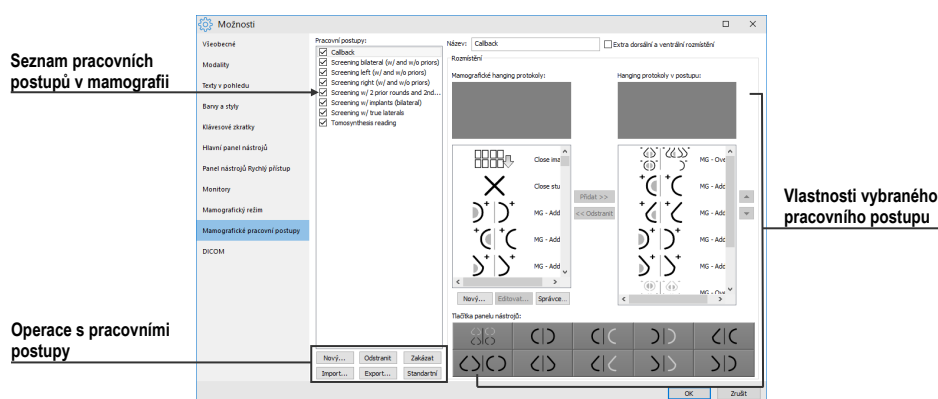 Možnosti
Seznam pracovních
postupů v mamografii
Operace s pracovními
postupy
Všeobecné
Modality
Texty v pohledu
Barvy a styly
Klávesové zkratky
Hlavní panel nástrojů
Panel nástrojů Rychlý přístup
Monitory
Mamografický režim
Mamografické pracovní postupy
DICOM
Pracovní postupy:
Callback
Screening bilateral (w/ and w/o priors)
Screening left (w/ and w/o priors)
Screening right (w/ and w/o priors)
Screening w/ 2 prior rounds and 2nd...
Screening w/ implants (bilateral)
Screening w/ true laterals
Tomosynthesis reading
Nový... Odstranit Zakázat
Import... Export... Standartní
Název: Callback Extra dorsální a ventrální rozmístění
Rozmístění
Mamografické hanging protokoly:
Close ima
Close stu
MG - Add
MG - Add
MG - Add
Nový... Editovat... Správce...
Přidat >>
<< Odstranit
Hanging protokoly v postupu:
MG - Ove
MG - Add
MG - Add
MG - Add
MG - Ove
Tlačítka panelu nástrojů:
OK Zrušit
Vlastnosti vybraného
pracovního postupu